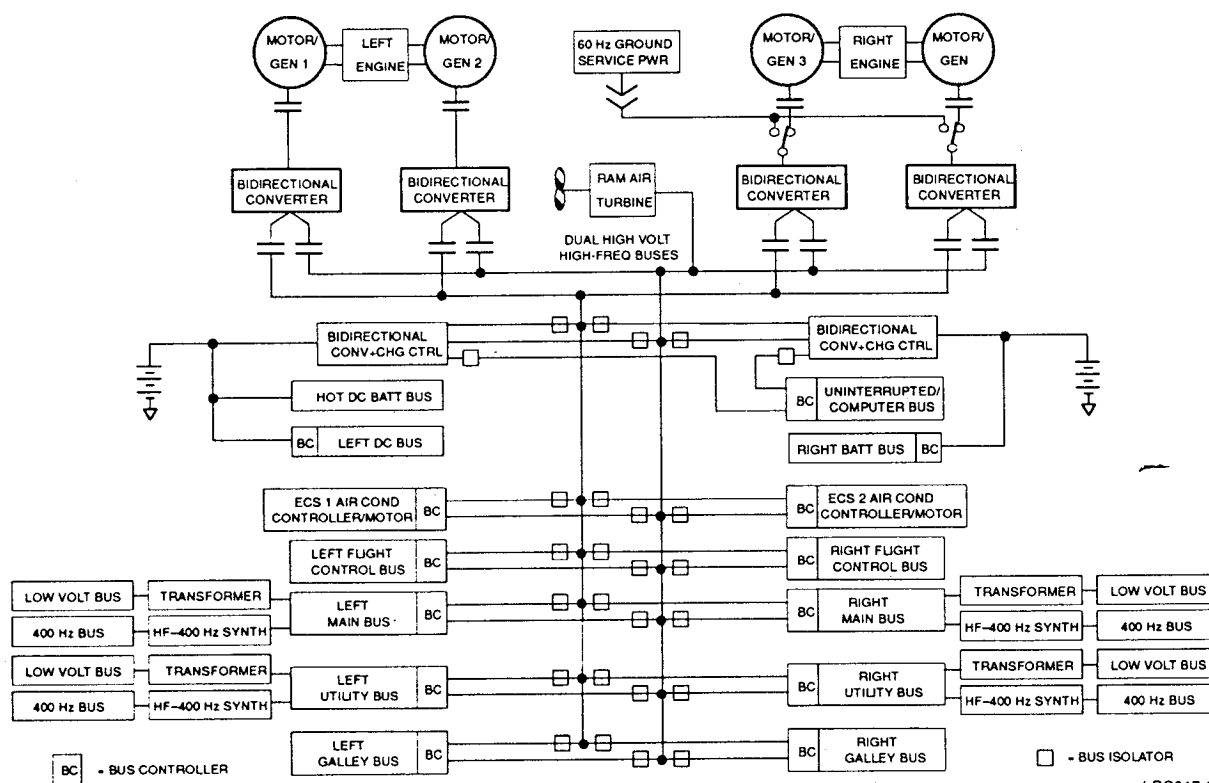 MOTOR/
GEN 1
LEFT
ENGINE
MOTOR/
GEN 2
60 Hz GROUND
SERVICE PWR
MOTOR/
GEN 3
RIGHT
ENGINE
MOTOR/
GEN
BIDIRECTIONAL
CONVERTER
BIDIRECTIONAL
CONVERTER
RAM AIR
TURBINE
BIDIRECTIONAL
CONVERTER
BIDIRECTIONAL
CONVERTER
DUAL HIGH VOLT
HIGH-FREQ BUSES
BIDIRECTIONAL
CONV+CHG CTRL
BIDIRECTIONAL
CONV+CHG CTRL
HOT DC BATT BUS
BC
UNINTERRUPTED/
COMPUTER BUS
BC
LEFT DC BUS
RIGHT BATT BUS
BC
ECS 1 AIR COND
CONTROLLER/MOTOR
BC
BC
ECS 2 AIR COND
CONTROLLER/MOTOR
LEFT FLIGHT
CONTROL BUS
BC
BC
RIGHT FLIGHT
CONTROL BUS
LOW VOLT BUS
TRANSFORMER
400 Hz BUS
HF-400 Hz SYNTH
LEFT
MAIN BUS
BC
BC
RIGHT
MAIN BUS
TRANSFORMER
LOW VOLT BUS
HF-400 Hz SYNTH
400 Hz BUS
LOW VOLT BUS
TRANSFORMER
400 Hz BUS
HF-400 Hz SYNTH
LEFT
UTILITY BUS
BC
BC
RIGHT
UTILITY BUS
TRANSFORMER
LOW VOLT BUS
HF-400 Hz SYNTH
400 Hz BUS
LEFT
GALLEY BUS
BC
BC
RIGHT
GALLEY BUS
BC
- BUS CONTROLLER
- BUS ISOLATOR